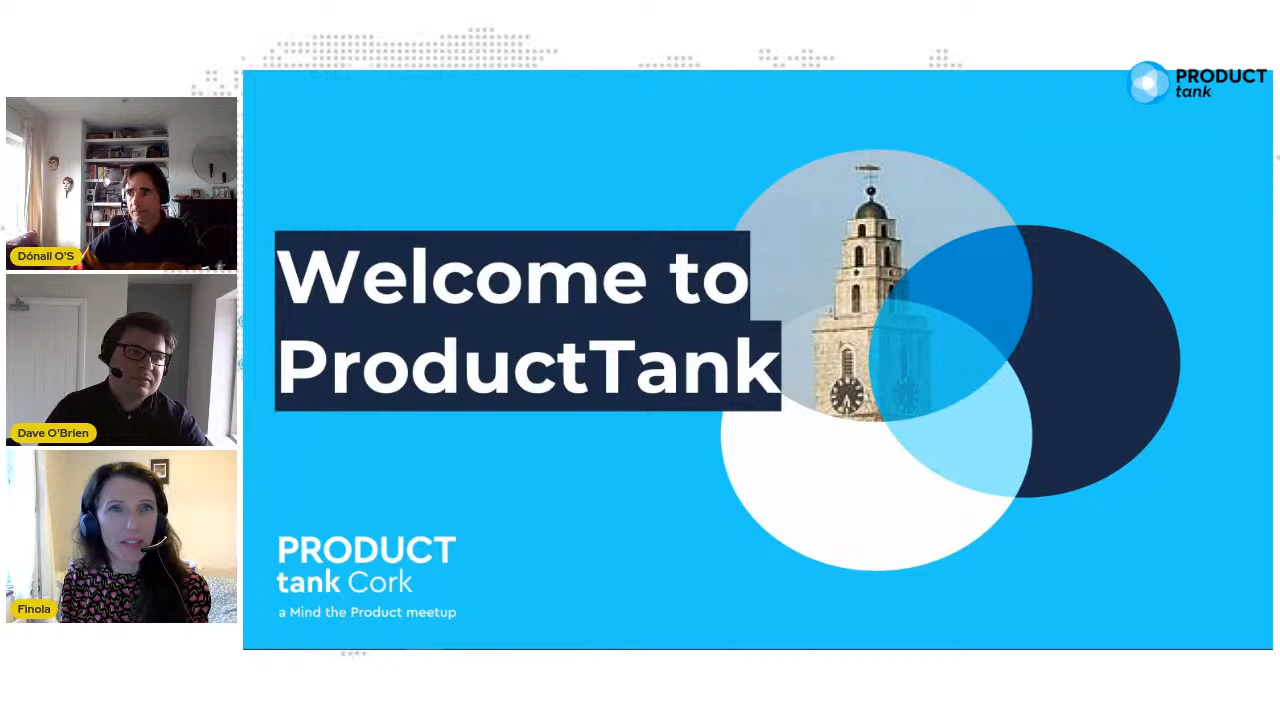 PRODUCT
tank
Dónall O'S
Dave O'Brien
Finola
Welcome to
ProductTank
PRODUCT
tank Cork
a Mind the Product meetup